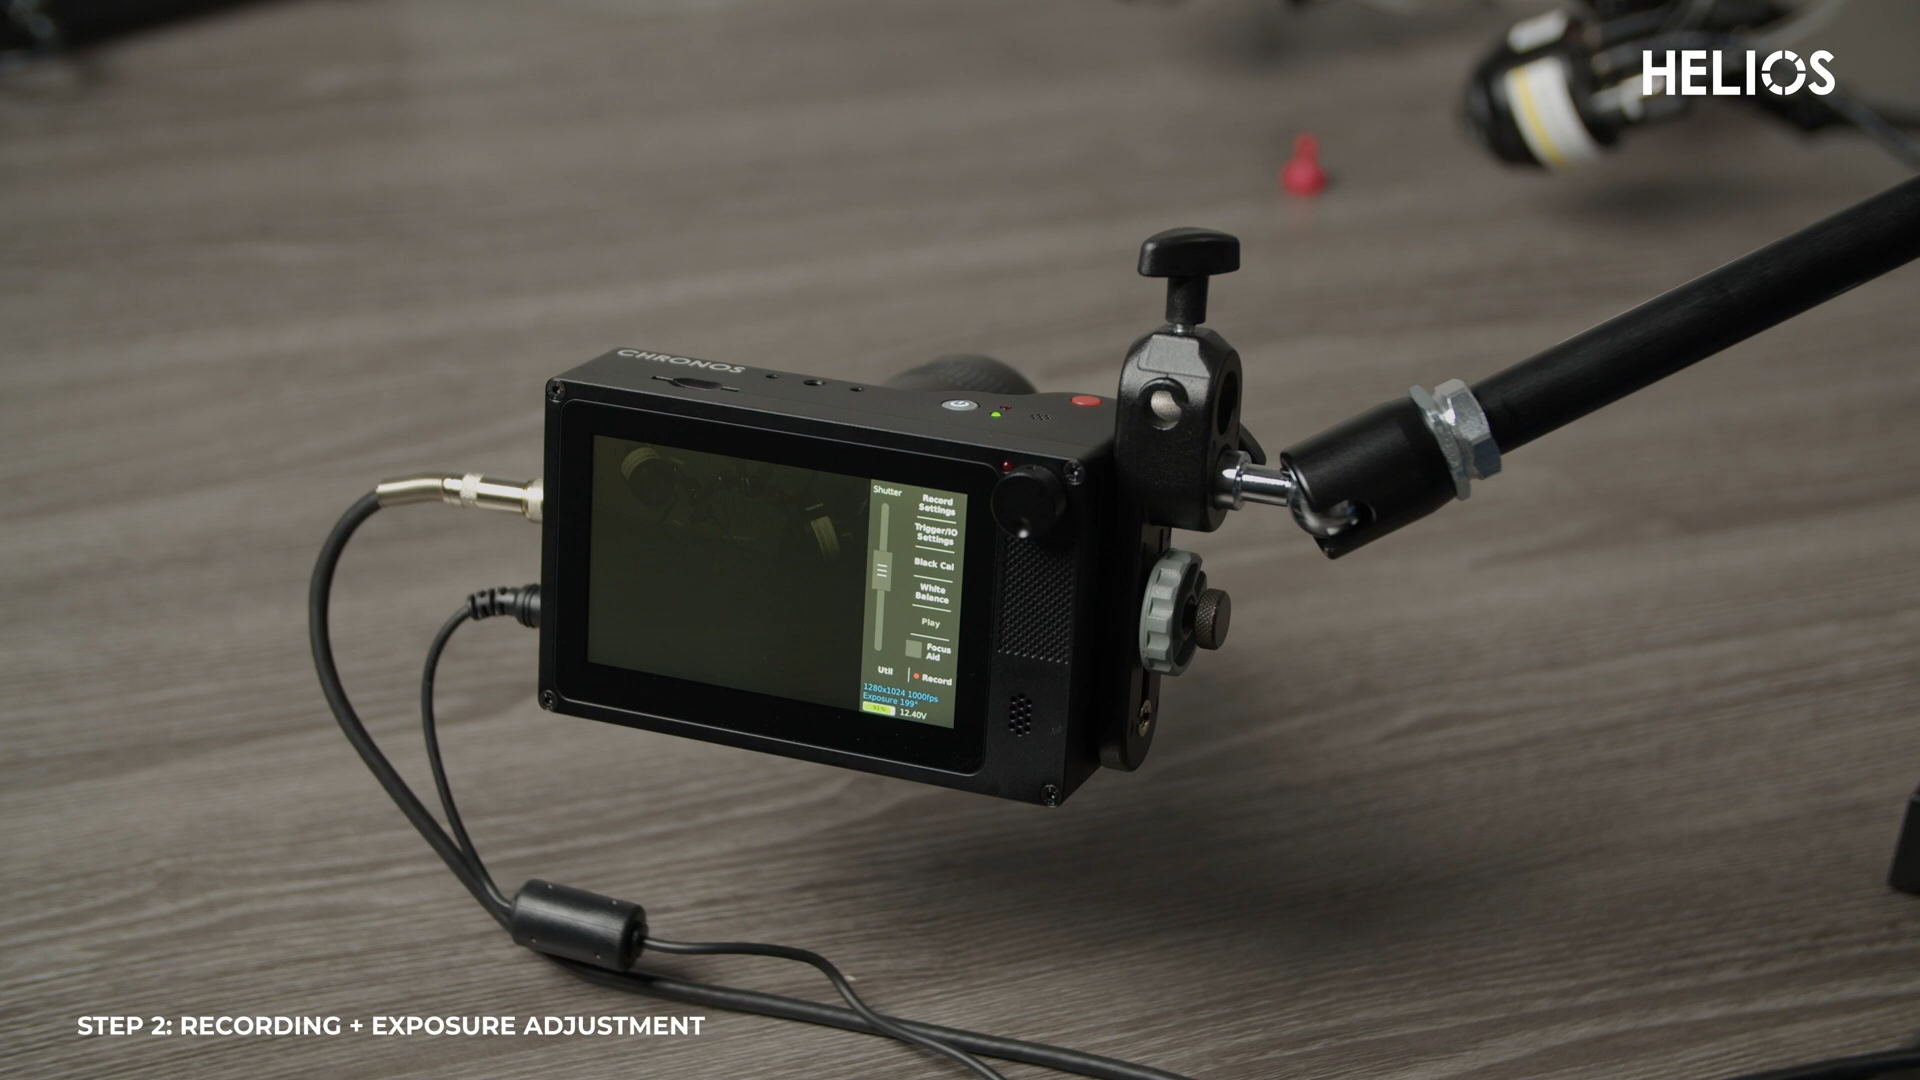 HELIOS
CHRONOS
Shutter
Record
Settings
Trigger/IO
Settings
Black Cal
White
Balance
Play
Focus
Aid
Util
Record
1280x1024 1000fps
Exposure 199°
91%
12.40V
STEP 2: RECORDING + EXPOSURE ADJUSTMENT